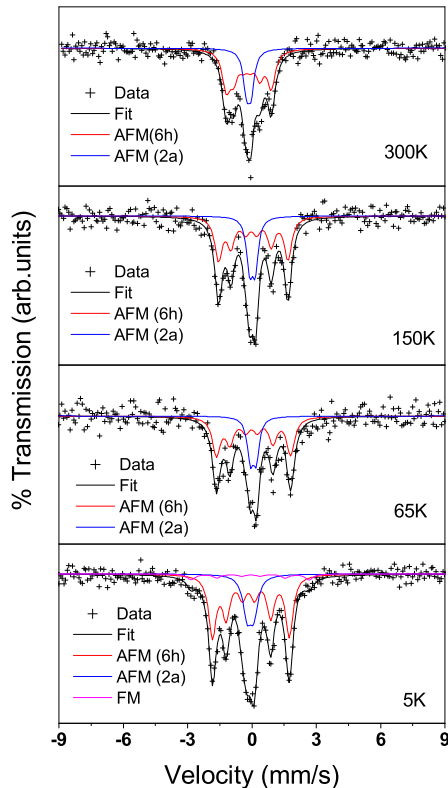 Data
Fit
AFM(6h)
AFM (2a)
300K
Data
Fit
AFM (6h)
AFM (2a)
150K
Data
Fit
AFM (6h)
AFM (2a)
65K
Data
Fit
AFM (6h)
AFM (2a)
FM
5K
% Transmission (arb.units)
-9 -6 -3 0 3 6 9
Velocity (mm/s)